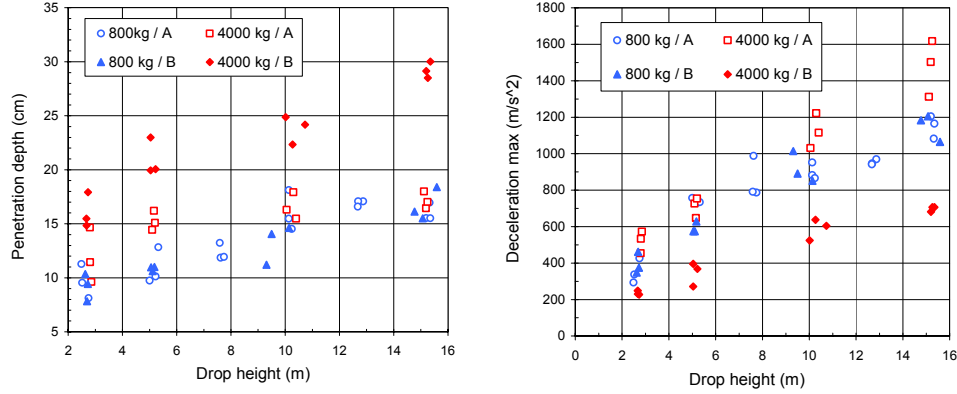 35
30
25
20
15
10
5
2 4 6 8 10 12 14 16
Penetration depth (cm)
Drop height (m)
800kg / A 4000 kg / A
800 kg / B 4000 kg / B
1800
1600
1400
1200
1000
800
600
400
200
0
0 2 4 6 8 10 12 14 16
Deceleration max (m/s^2)
Drop height (m)
800 kg / A 4000 kg / A
800 kg / B 4000 kg / B